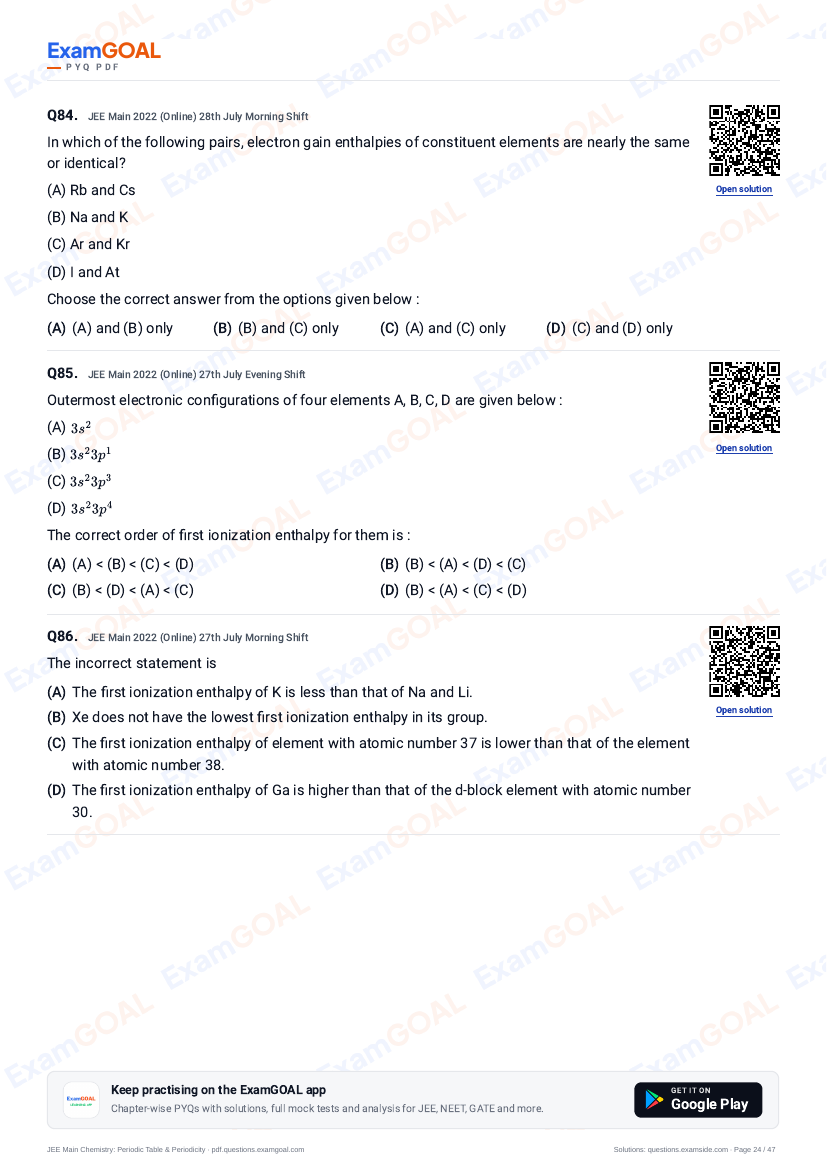 ExamGOAL
PYQ PDF
Q84. JEE Main 2022 (Online) 28th July Morning Shift
In which of the following pairs, electron gain enthalpies of constituent elements are nearly the same
or identical?
(A) Rb and Cs
(B) Na and K
(C) Ar and Kr
(D) I and At
Choose the correct answer from the options given below :
(A) (A) and (B) only (B) (B) and (C) only (C) (A) and (C) only (D) (C) and (D) only
Open solution
Q85. JEE Main 2022 (Online) 27th July Evening Shift
Outermost electronic configurations of four elements A, B, C, D are given below :
(A) 3s²
(B) 3s²3p¹
(C) 3s²3p³
(D) 3s²3p⁴
The correct order of first ionization enthalpy for them is :
(A) (A) < (B) < (C) < (D) (B) (B) < (A) < (D) < (C)
(C) (B) < (D) < (A) < (C) (D) (B) < (A) < (C) < (D)
Open solution
Q86. JEE Main 2022 (Online) 27th July Morning Shift
The incorrect statement is
(A) The first ionization enthalpy of K is less than that of Na and Li.
(B) Xe does not have the lowest first ionization enthalpy in its group.
(C) The first ionization enthalpy of element with atomic number 37 is lower than that of the element
with atomic number 38.
(D) The first ionization enthalpy of Ga is higher than that of the d-block element with atomic number
30.
Open solution
ExamGOAL
Keep practising on the ExamGOAL app
Chapter-wise PYQs with solutions, full mock tests and analysis for JEE, NEET, GATE and more.
GET IT ON
Google Play
JEE Main Chemistry: Periodic Table & Periodicity · pdf.questions.examgoal.com Solutions: questions.examside.com · Page 24 / 47